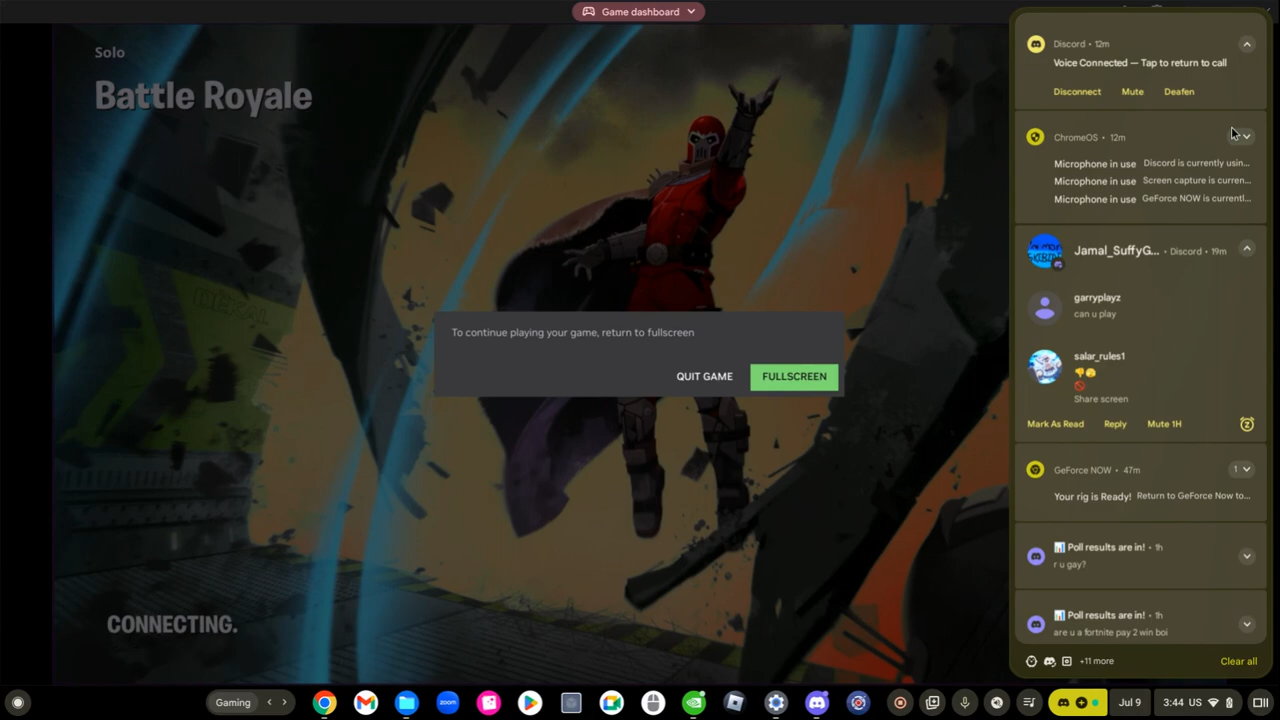 Game dashboard
Solo
Battle Royale
To continue playing your game, return to fullscreen
QUIT GAME
FULLSCREEN
CONNECTING.
Discord • 12m
Voice Connected — Tap to return to call
Disconnect Mute Deafen
ChromeOS • 12m
Microphone in use Discord is currently usin...
Microphone in use Screen capture is curren...
Microphone in use GeForce NOW is currentl...
Jamal_SuffyG... • Discord • 19m
garryplayz
can u play
salar_rules1
Share screen
Mark As Read Reply Mute 1H
GeForce NOW • 47m 1
Your rig is Ready! Return to GeForce Now to...
📊 Poll results are in! • 1h
r u gay?
📊 Poll results are in! • 1h
are u a fortnite pay 2 win boi
+11 more
Clear all
Gaming
zoom
Jul 9
3:44 US